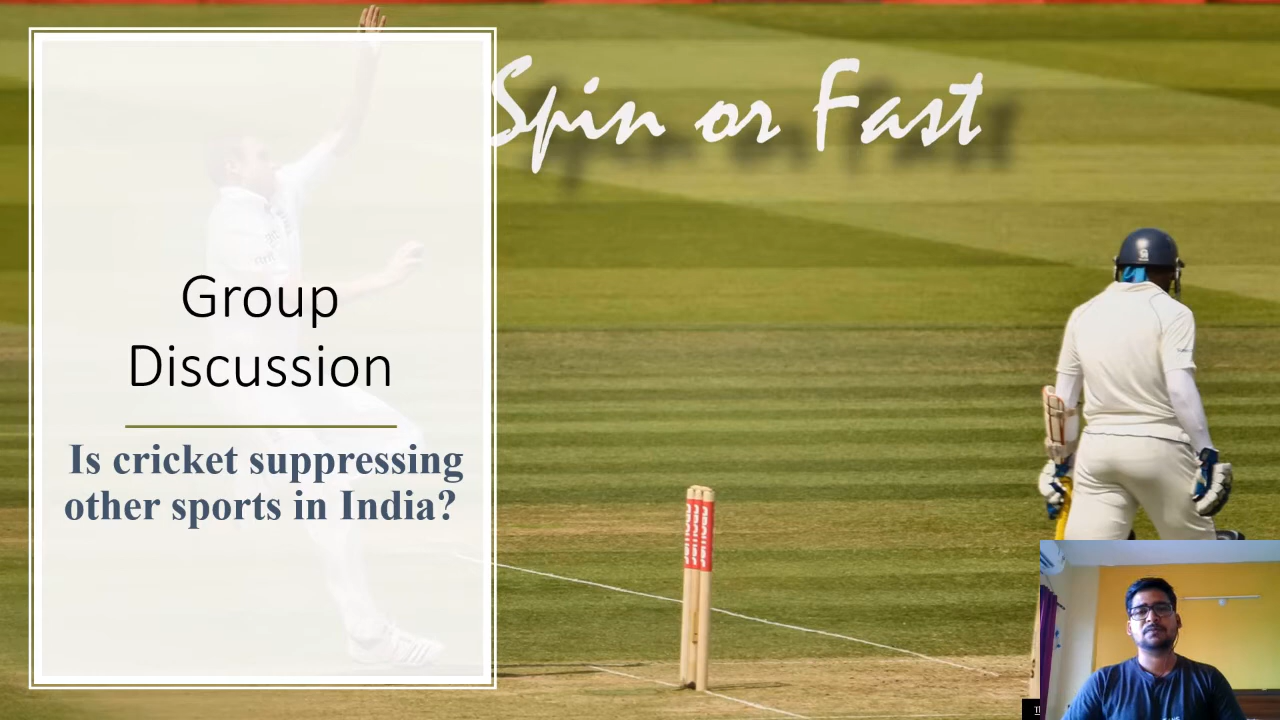 Spin or Fast
Group
Discussion
Is cricket suppressing
other sports in India?